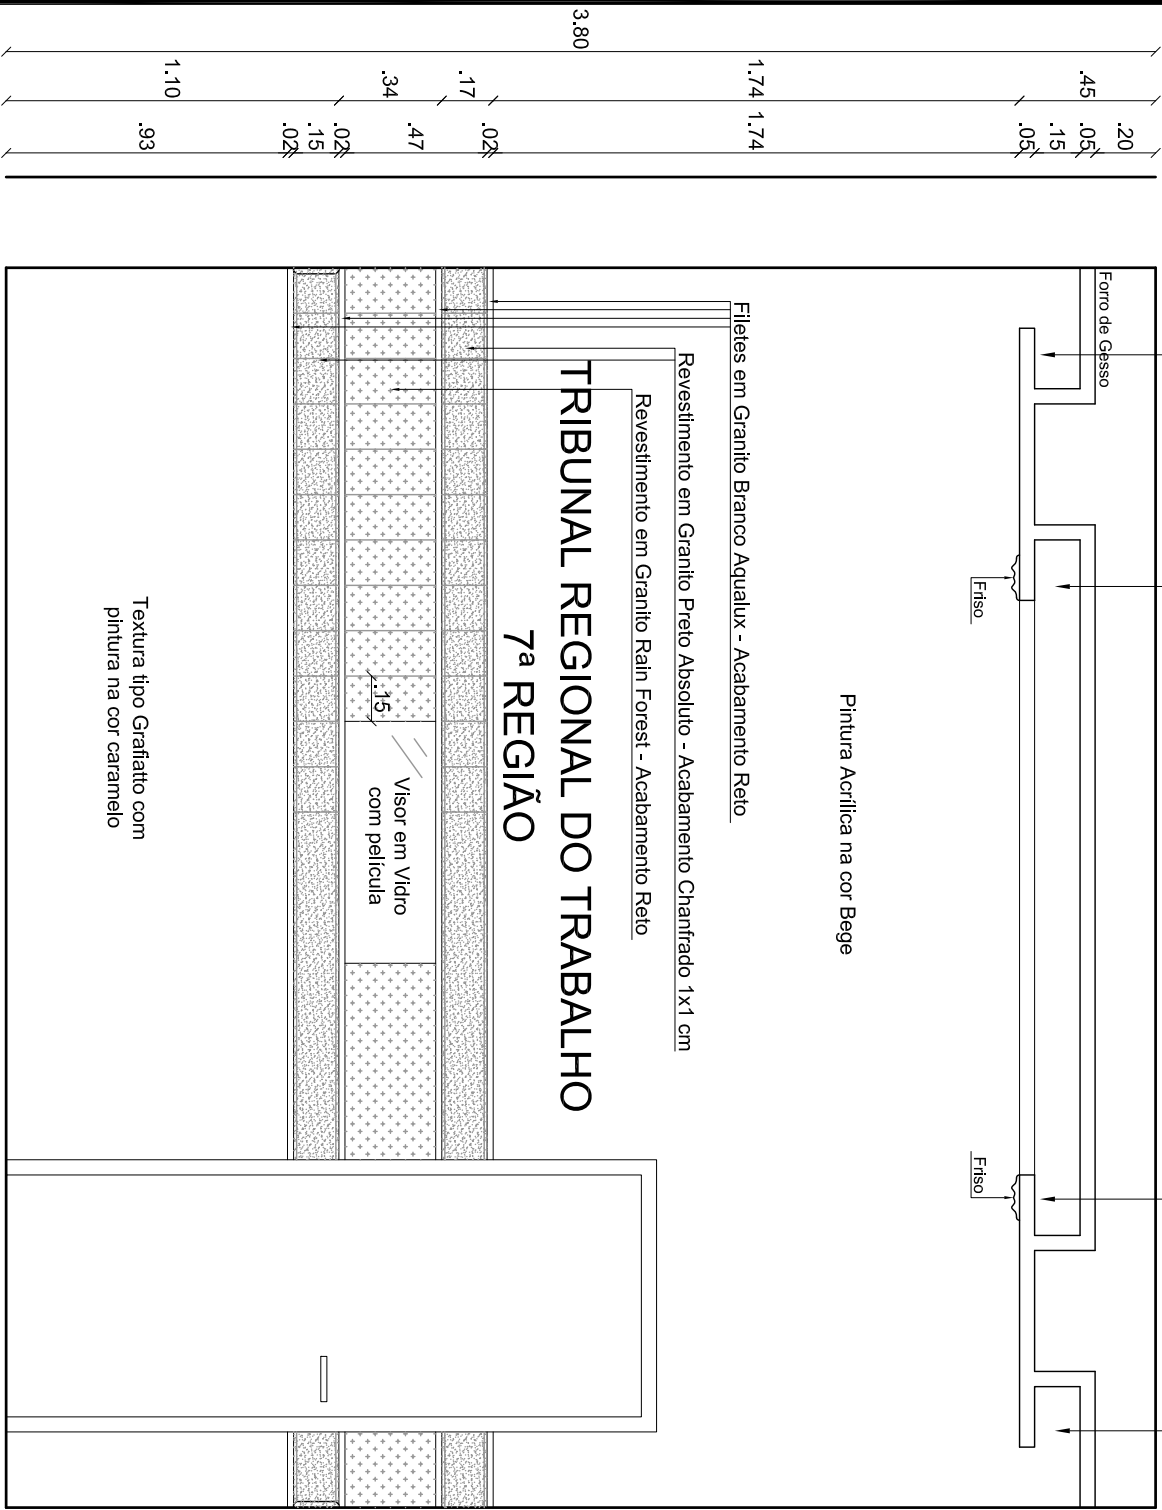 3.80
.45
1.74
.17
.34
1.10
.20
.05
.15
.05
1.74
.02
.47
.02
.15
.02
.93
Forro de Gesso
Friso
Friso
Pintura Acrílica na cor Bege
Filetes em Granito Branco Aqualux - Acabamento Reto
Revestimento em Granito Preto Absoluto - Acabamento Chanfrado 1x1 cm
Revestimento em Granito Rain Forest - Acabamento Reto
TRIBUNAL REGIONAL DO TRABALHO
7ª REGIÃO
.15
Visor em Vidro
com película
Textura tipo Grafiatto com
pintura na cor caramelo